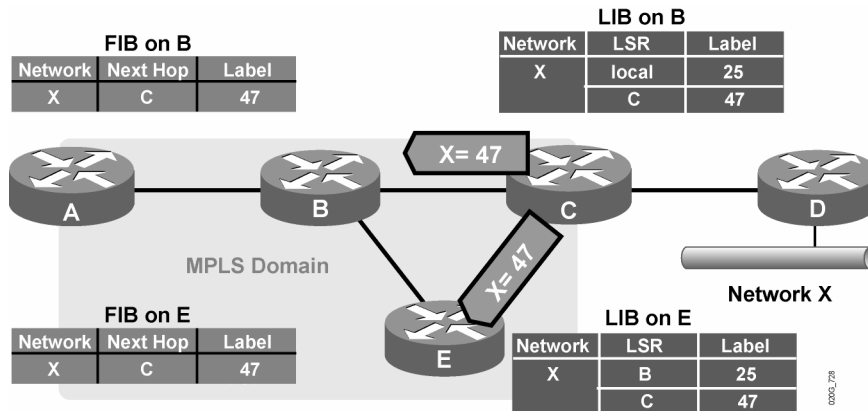 FIB on B
Network Next Hop Label
X C 47
LIB on B
Network LSR Label
X local 25
C 47
X= 47
A
B
C
D
X= 47
MPLS Domain
Network X
E
FIB on E
Network Next Hop Label
X C 47
LIB on E
Network LSR Label
X B 25
C 47
020G_728